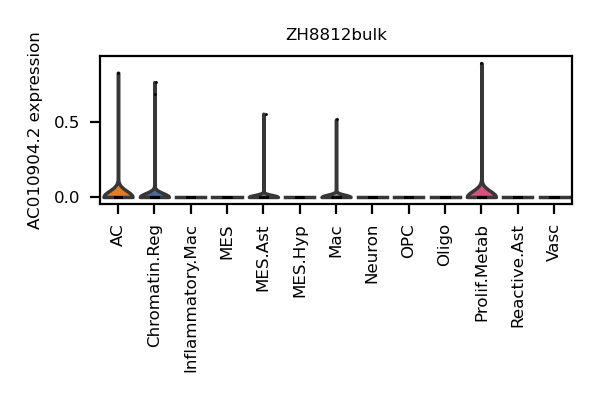 ZH8812bulk
AC010904.2 expression
0.5
0.0
AC
Chromatin.Reg
Inflammatory.Mac
MES
MES.Ast
MES.Hyp
Mac
Neuron
OPC
Oligo
Prolif.Metab
Reactive.Ast
Vasc